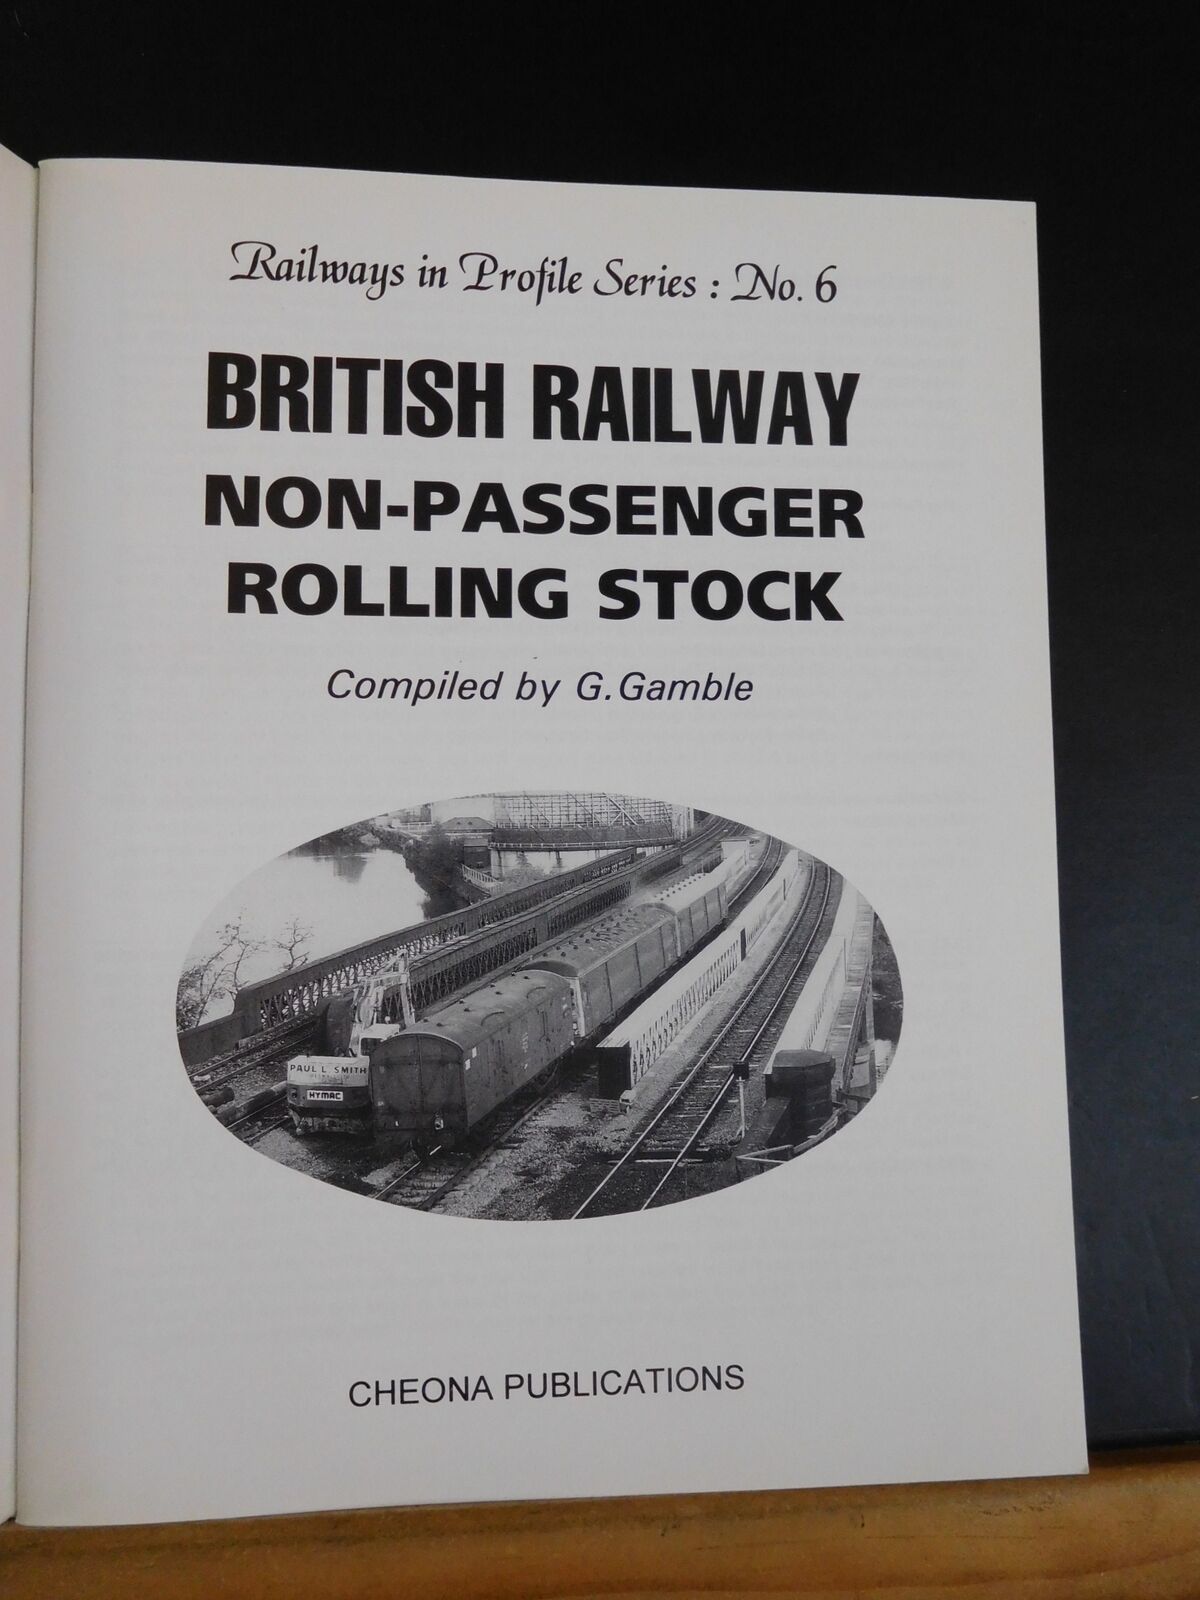 Railways in Profile Series : No. 6
BRITISH RAILWAY
NON-PASSENGER
ROLLING STOCK
Compiled by G.Gamble
PAUL L. SMITH
HYMAC
CHEONA PUBLICATIONS